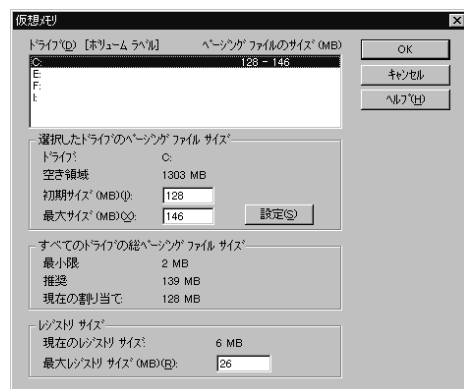 仮想メモリ
ドライブ(D) [ボリューム ラベル] ページング ファイルのサイズ (MB)
C: 128 - 146
E:
F:
I:
OK
キャンセル
ヘルプ(H)
選択したドライブのページング ファイル サイズ
ドライブ: C:
空き領域 1303 MB
初期サイズ (MB)(I): 128
最大サイズ (MB)(X): 146 設定(S)
すべてのドライブの総ページング ファイル サイズ
最小限 2 MB
推奨 139 MB
現在の割り当て: 128 MB
レジストリ サイズ
現在のレジストリ サイズ: 6 MB
最大レジストリ サイズ (MB)(R): 26